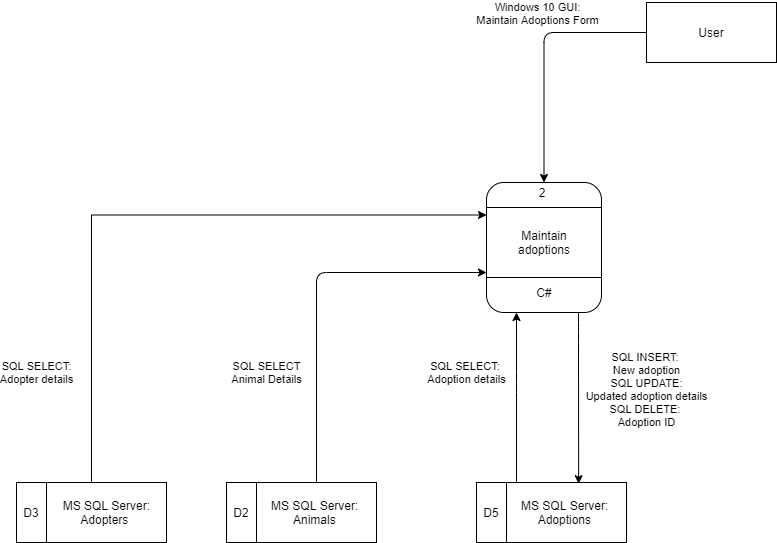 Windows 10 GUI:
Maintain Adoptions Form
User
2
Maintain
adoptions
C#
SQL SELECT:
Adopter details
SQL SELECT
Animal Details
SQL SELECT:
Adoption details
SQL INSERT:
New adoption
SQL UPDATE:
Updated adoption details
SQL DELETE:
Adoption ID
D3
MS SQL Server:
Adopters
D2
MS SQL Server:
Animals
D5
MS SQL Server:
Adoptions